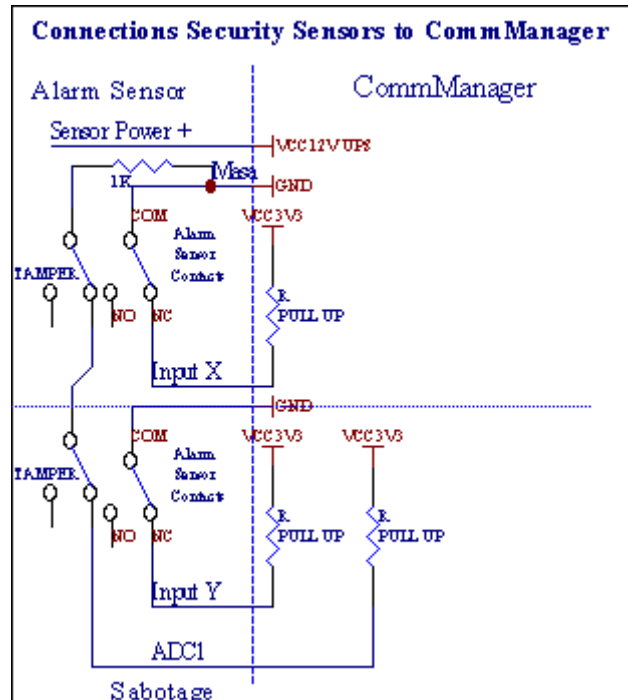 Connections Security Sensors to CommManager
Alarm Sensor
CommManager
Sensor Power +
VCC12V UPS
1K
Masa
GND
COM
VCC3V3
Alarm
Sensor
Contacts
TAMPER
R
PULL UP
NO
NC
Input X
GND
COM
VCC3V3
VCC3V3
Alarm
Sensor
Contacts
TAMPER
R
PULL UP
R
PULL UP
NO
NC
Input Y
ADC1
Sabotage